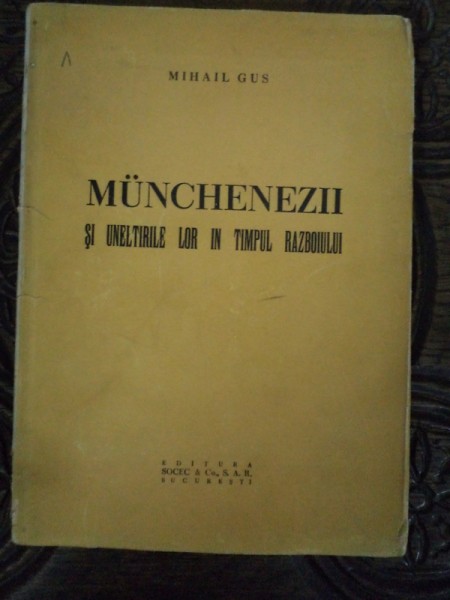 MIHAIL GUS
MÜNCHENEZII
ŞI UNELTIRILE LOR IN TIMPUL RAZBOIULUI
EDITURA
SOCEC & Co., S. A. R.
BUCUREŞTI